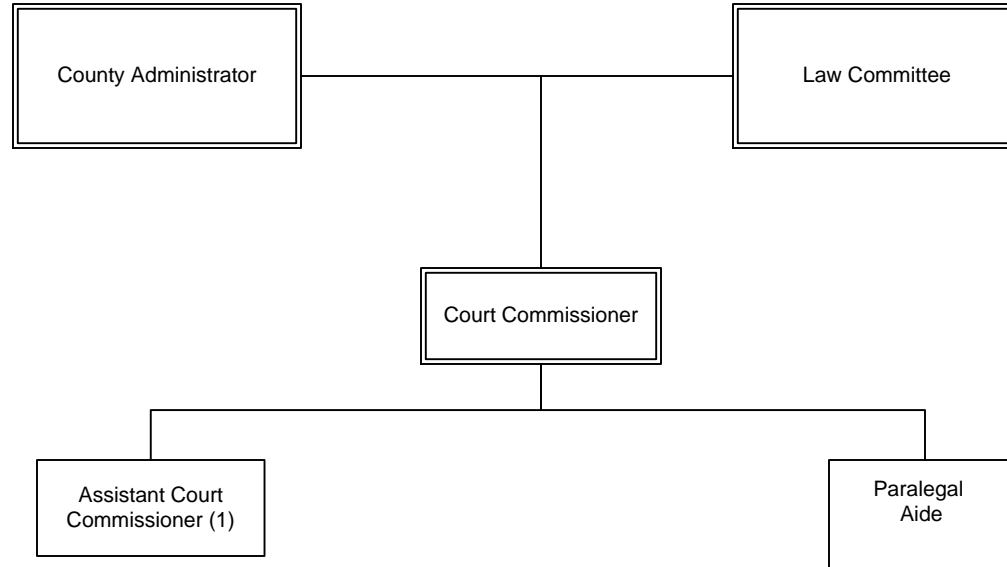 County Administrator
Law Committee
Court Commissioner
Assistant Court
Commissioner (1)
Paralegal
Aide